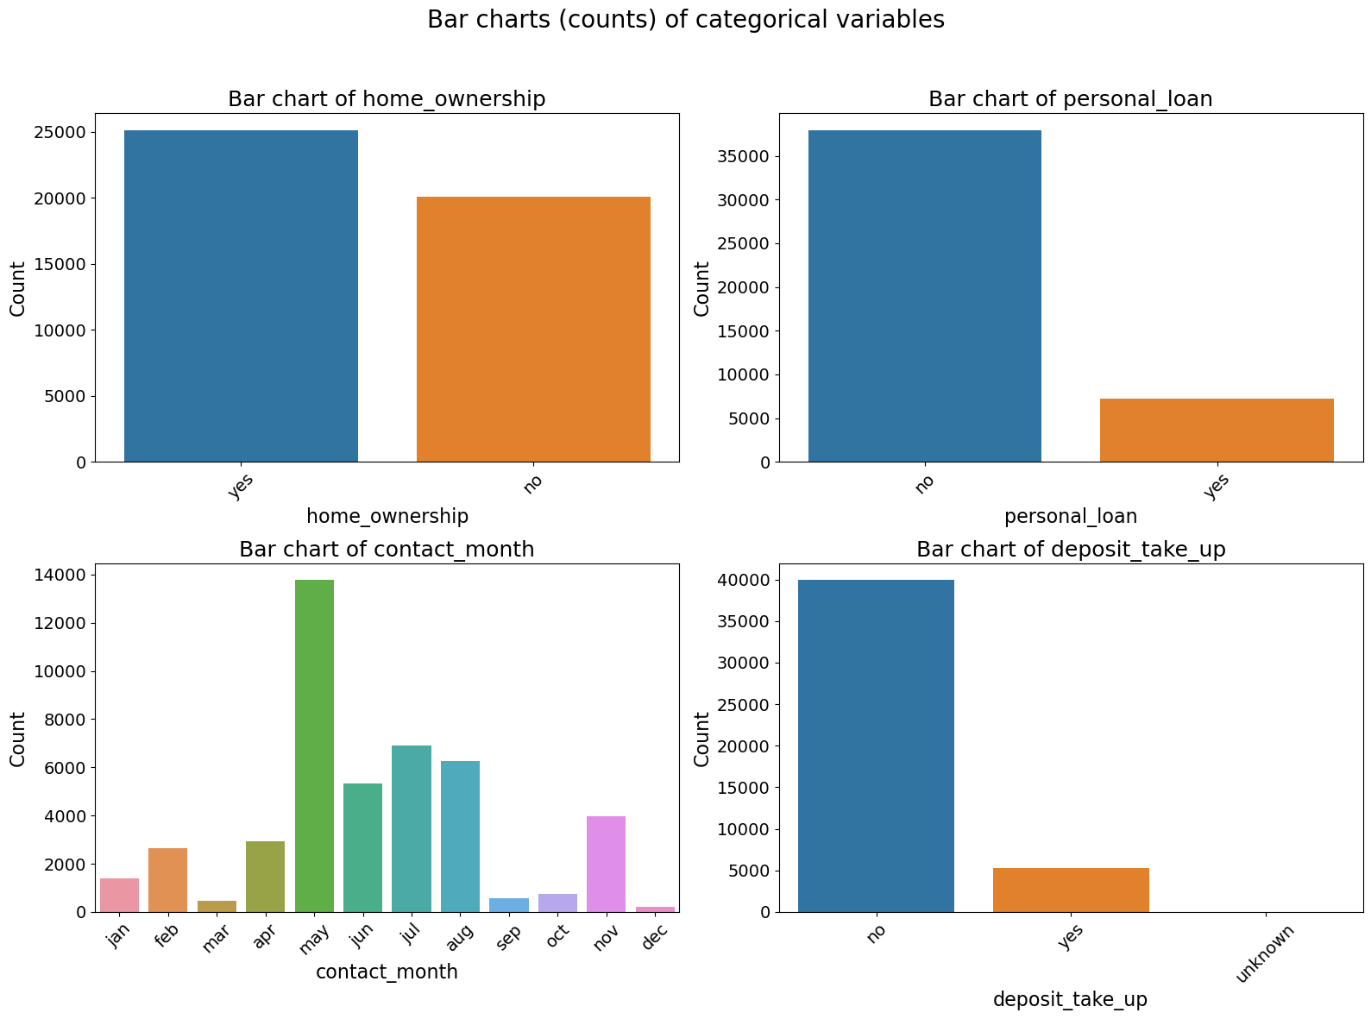 Bar charts (counts) of categorical variables
Bar chart of home_ownership
25000
20000
15000
10000
5000
0
Count
yes
no
home_ownership
Bar chart of personal_loan
35000
30000
25000
20000
15000
10000
5000
0
Count
no
yes
personal_loan
Bar chart of contact_month
14000
12000
10000
8000
6000
4000
2000
0
Count
jan
feb
mar
apr
may
jun
jul
aug
sep
oct
nov
dec
contact_month
Bar chart of deposit_take_up
40000
35000
30000
25000
20000
15000
10000
5000
0
Count
no
yes
unknown
deposit_take_up